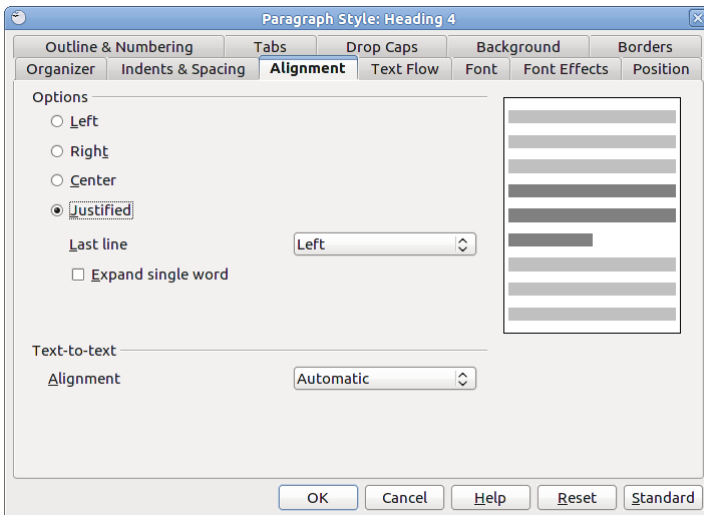 Paragraph Style: Heading 4
Outline & Numbering Tabs Drop Caps Background Borders
Organizer Indents & Spacing Alignment Text Flow Font Font Effects Position
Options
Left
Right
Center
Justified
Last line Left
Expand single word
Text-to-text
Alignment Automatic
OK Cancel Help Reset Standard